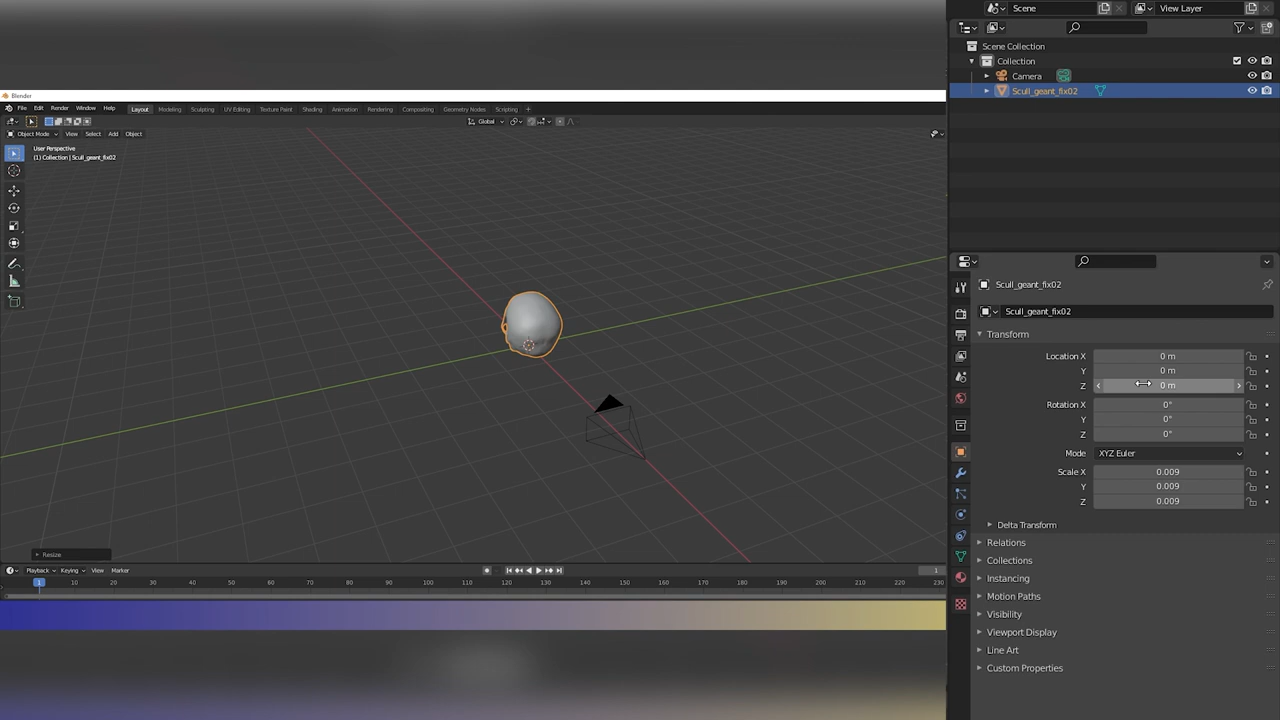 Blender
File Edit Render Window Help Layout Modeling Sculpting UV Editing Texture Paint Shading Animation Rendering Compositing Geometry Nodes Scripting +
Global
Object Mode View Select Add Object
User Perspective
(1) Collection | Scull_geant_fix02
Resize
Playback Keying View Marker 1
1 10 20 30 40 50 60 70 80 90 100 110 120 130 140 150 160 170 180 190 200 210 220 230
Scene View Layer
Scene Collection
Collection
Camera
Scull_geant_fix02
Scull_geant_fix02
Scull_geant_fix02
Transform
Location X 0 m
Y 0 m
Z 0 m
Rotation X 0°
Y 0°
Z 0°
Mode XYZ Euler
Scale X 0.009
Y 0.009
Z 0.009
Delta Transform
Relations
Collections
Instancing
Motion Paths
Visibility
Viewport Display
Line Art
Custom Properties